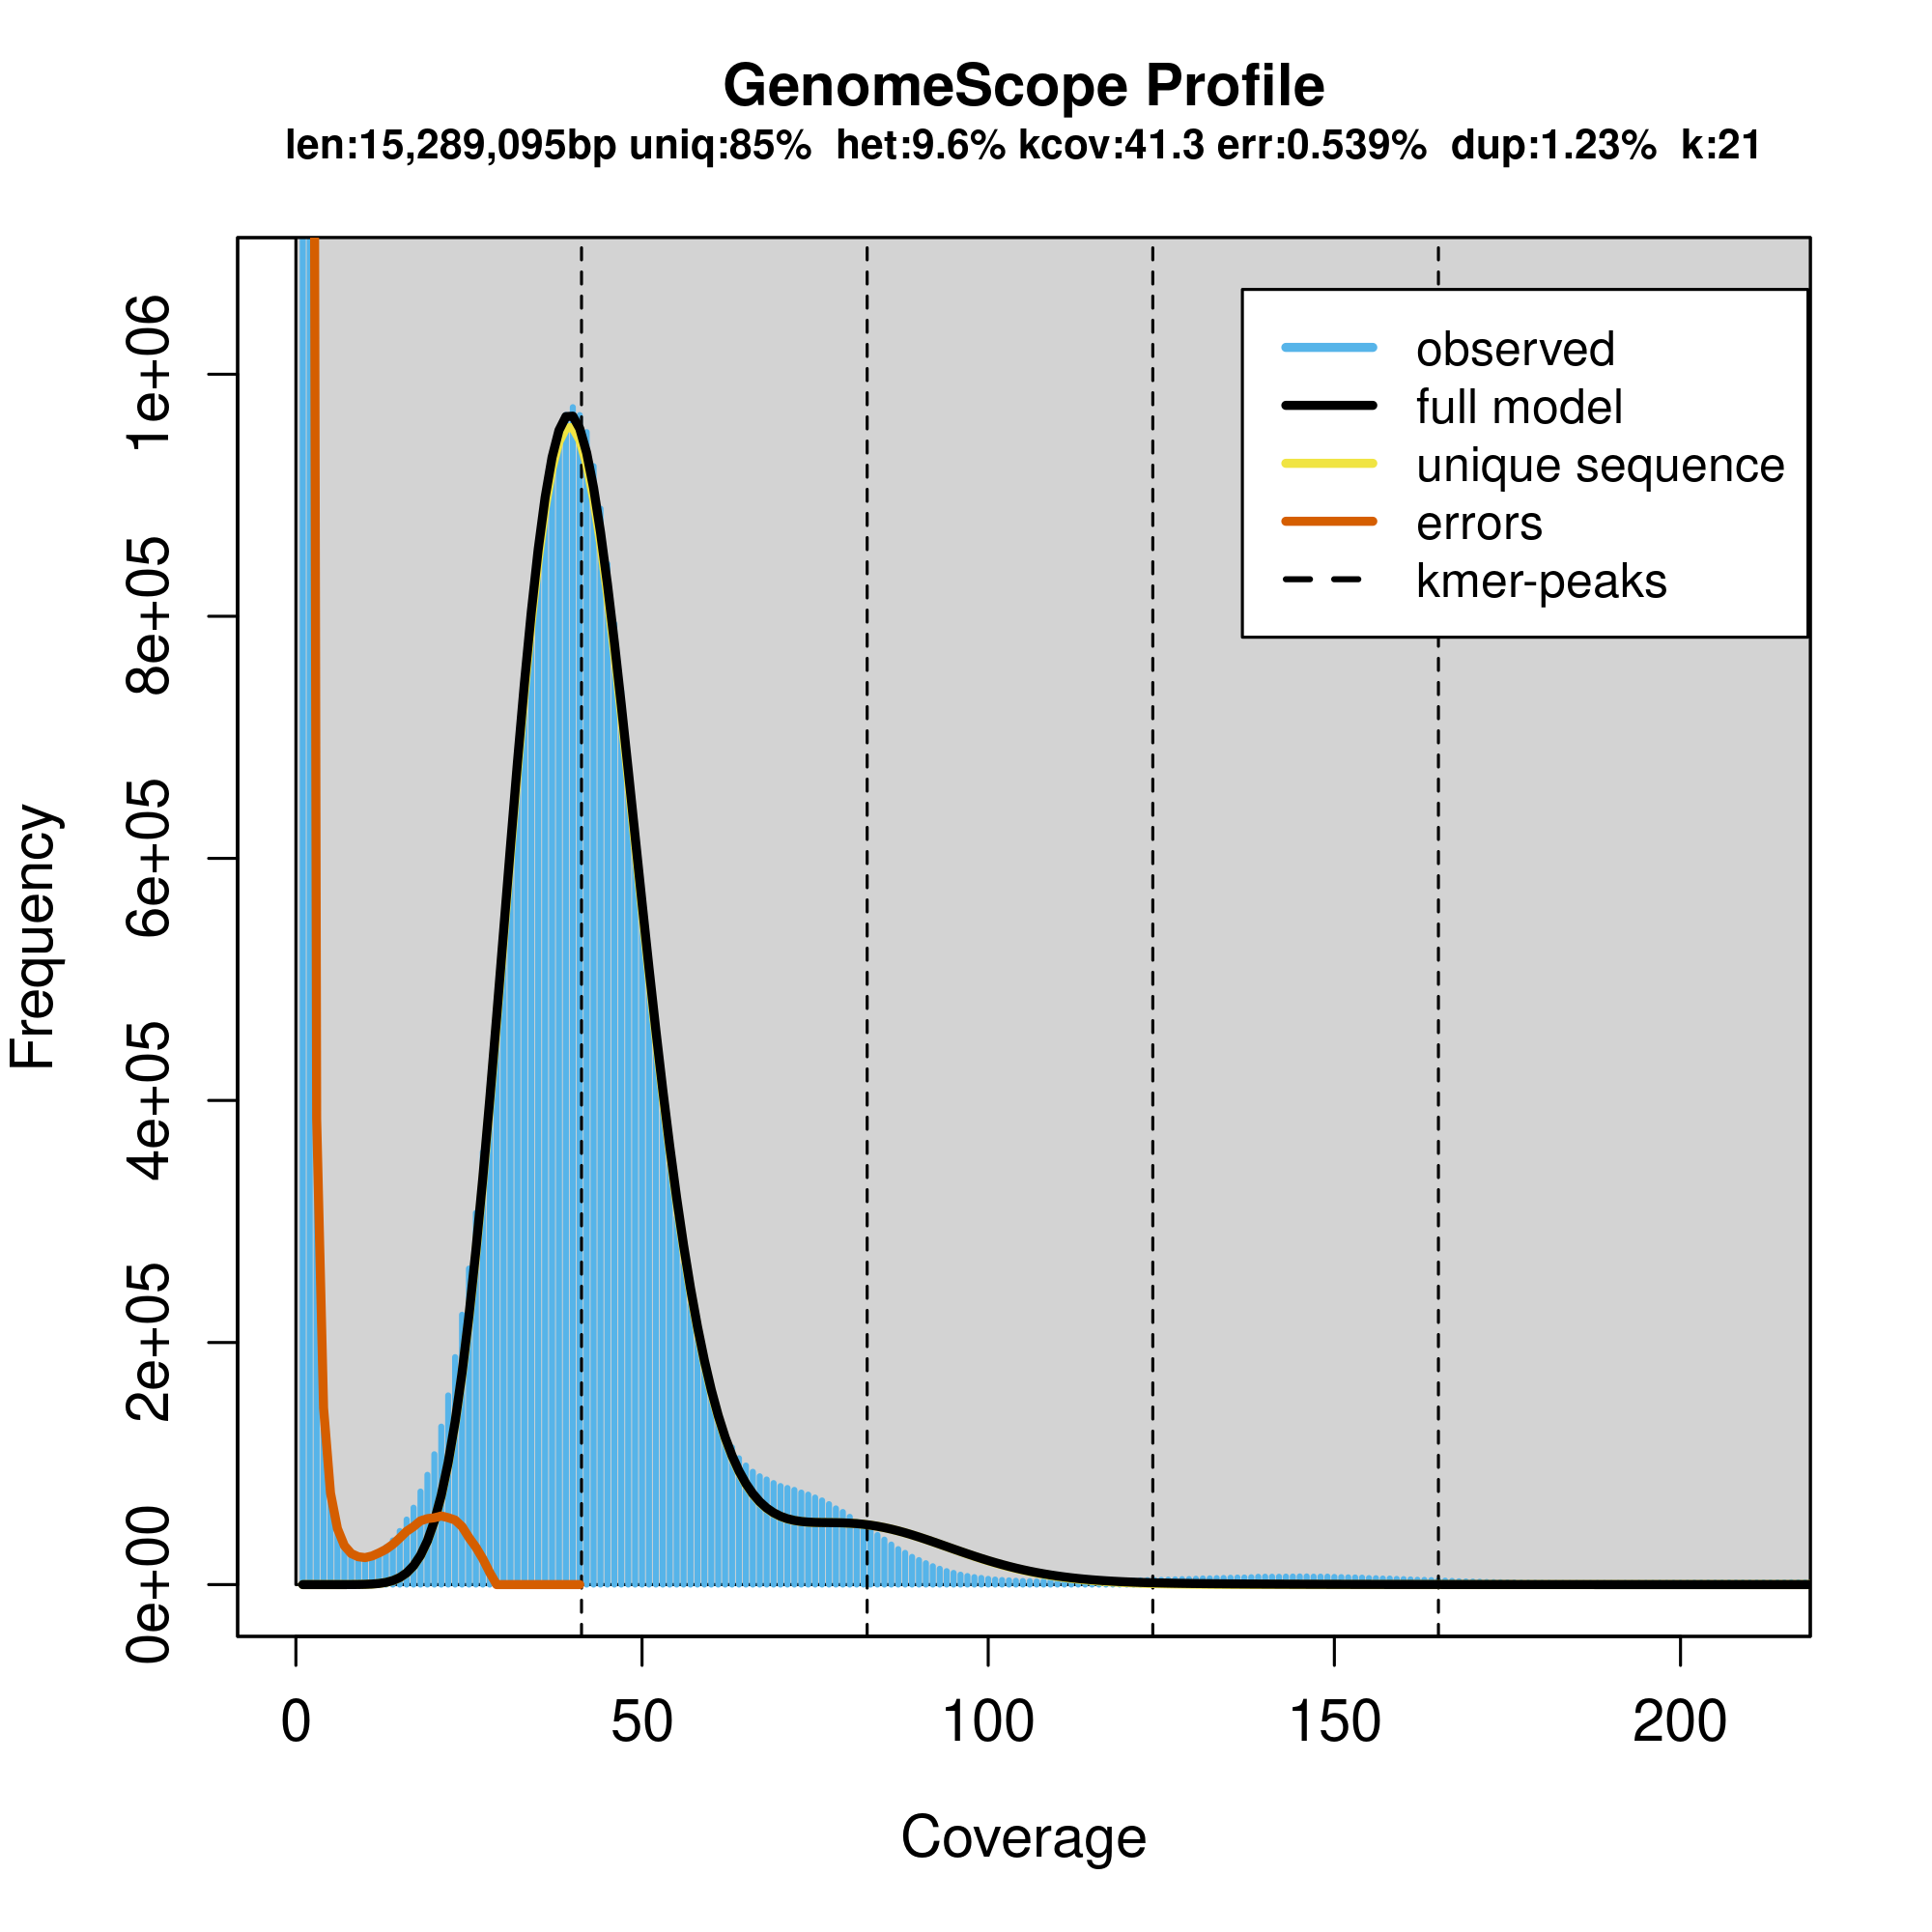 GenomeScope Profile
len:15,289,095bp uniq:85% het:9.6% kcov:41.3 err:0.539% dup:1.23% k:21
observed
full model
unique sequence
errors
kmer-peaks
Frequency
1e+06
8e+05
6e+05
4e+05
2e+05
0e+00
0 50 100 150 200
Coverage